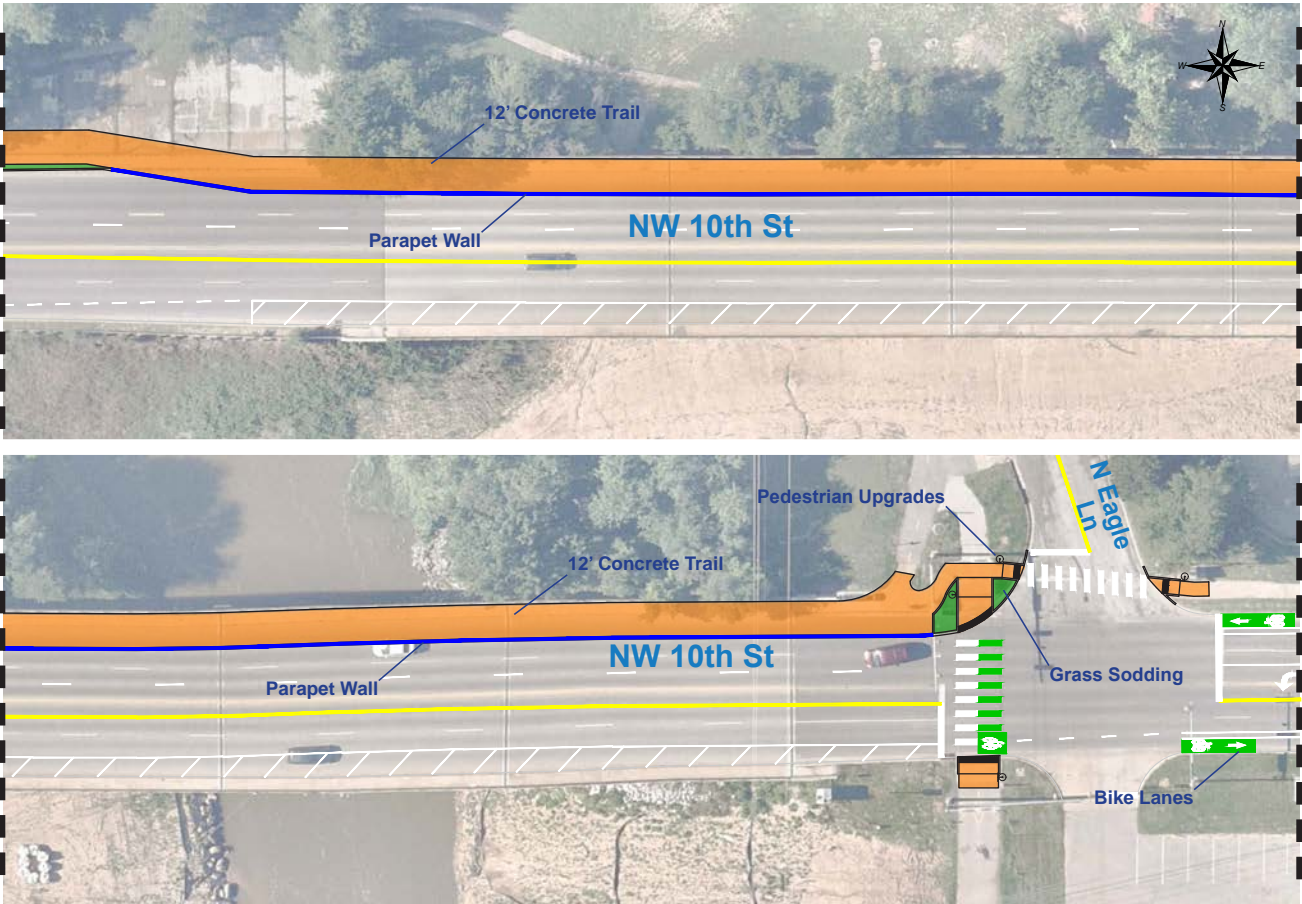 N
W
E
S
12' Concrete Trail
NW 10th St
Parapet Wall
Pedestrian Upgrades
N Eagle
Ln
12' Concrete Trail
NW 10th St
Grass Sodding
Parapet Wall
Bike Lanes